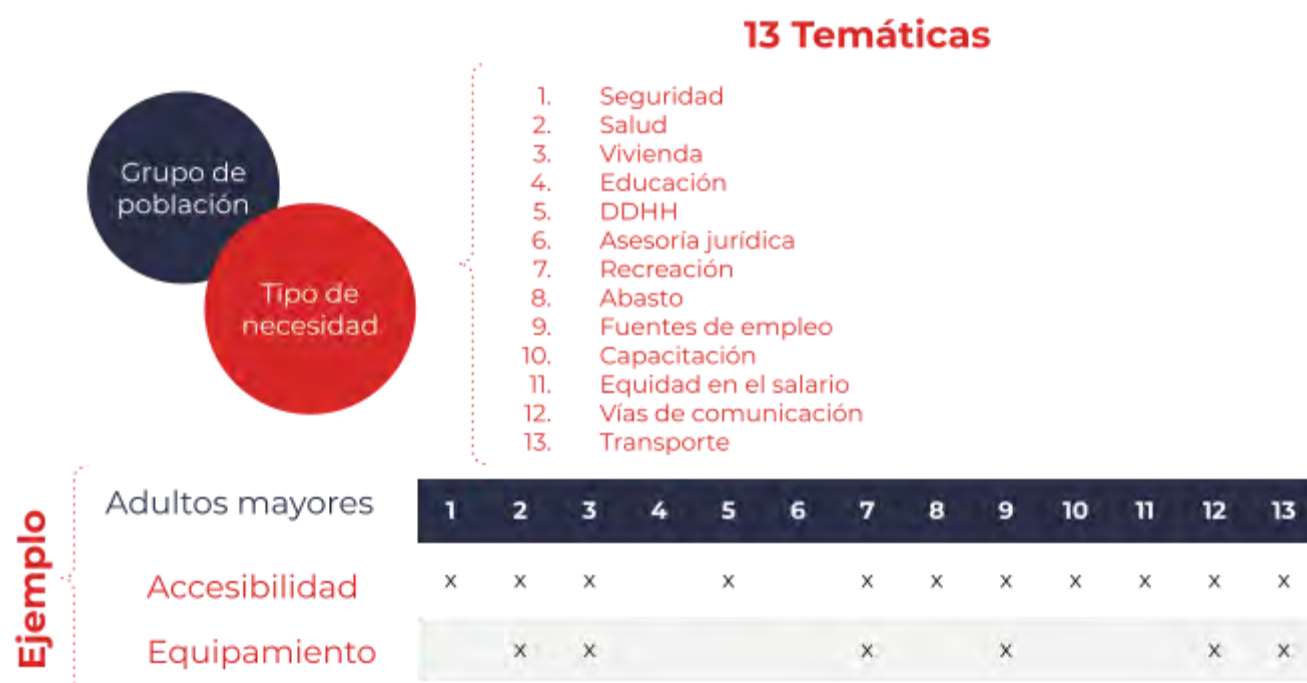 13 Temáticas
Grupo de
población
Tipo de
necesidad
1. Seguridad
2. Salud
3. Vivienda
4. Educación
5. DDHH
6. Asesoría jurídica
7. Recreación
8. Abasto
9. Fuentes de empleo
10. Capacitación
11. Equidad en el salario
12. Vías de comunicación
13. Transporte
Ejemplo
Adultos mayores 1 2 3 4 5 6 7 8 9 10 11 12 13
Accesibilidad x x x x x x x x x x x
Equipamiento x x x x x x